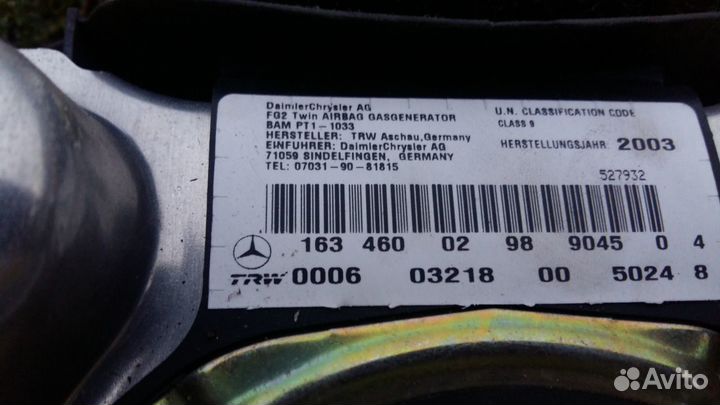 DaimlerChrysler AG
FG2 Twin AIRBAG GASGENERATOR
BAM PT1-1033
HERSTELLER: TRW Aschau,Germany
EINFUHRER: DaimlerChrysler AG
71059 SINDELFINGEN, GERMANY
TEL: 07031-90-81815
U.N. CLASSIFICATION CODE
CLASS 9
HERSTELLUNGSJAHR: 2003
527932
163 460 02 98 9045 0 4
TRW 0006 03218 00 5024 8
Avito